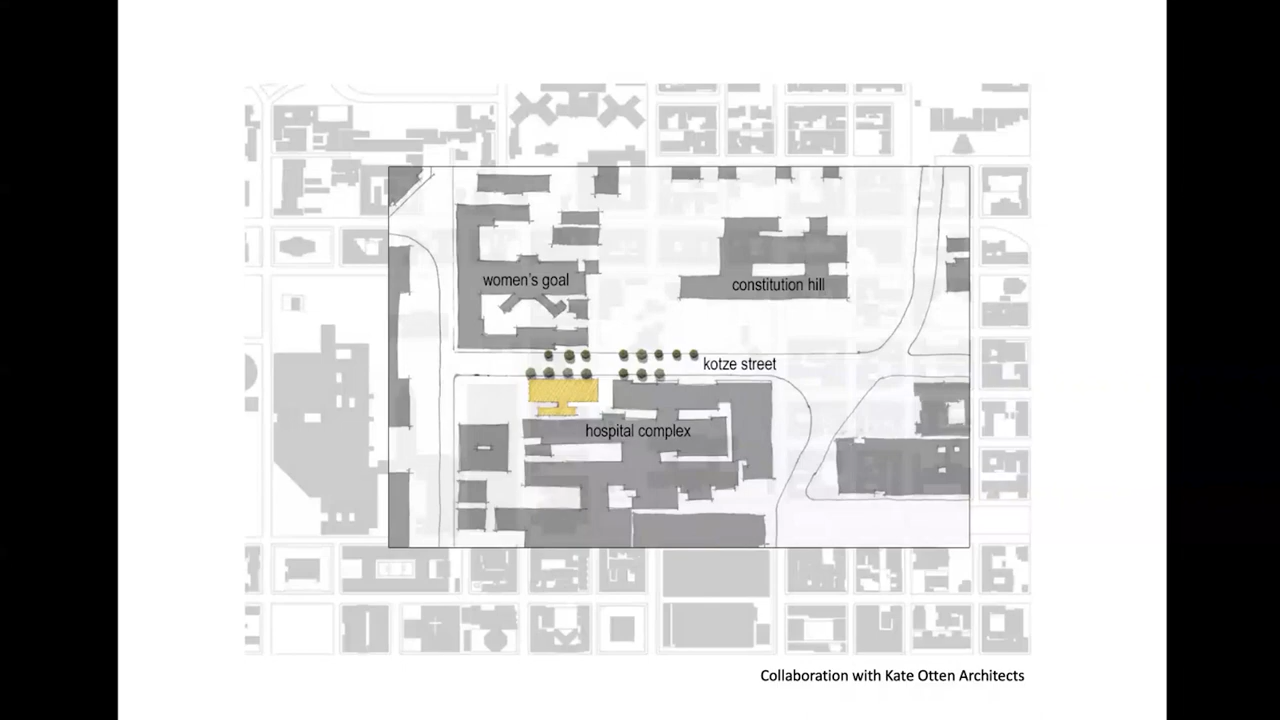 women's goal
constitution hill
kotze street
hospital complex
Collaboration with Kate Otten Architects